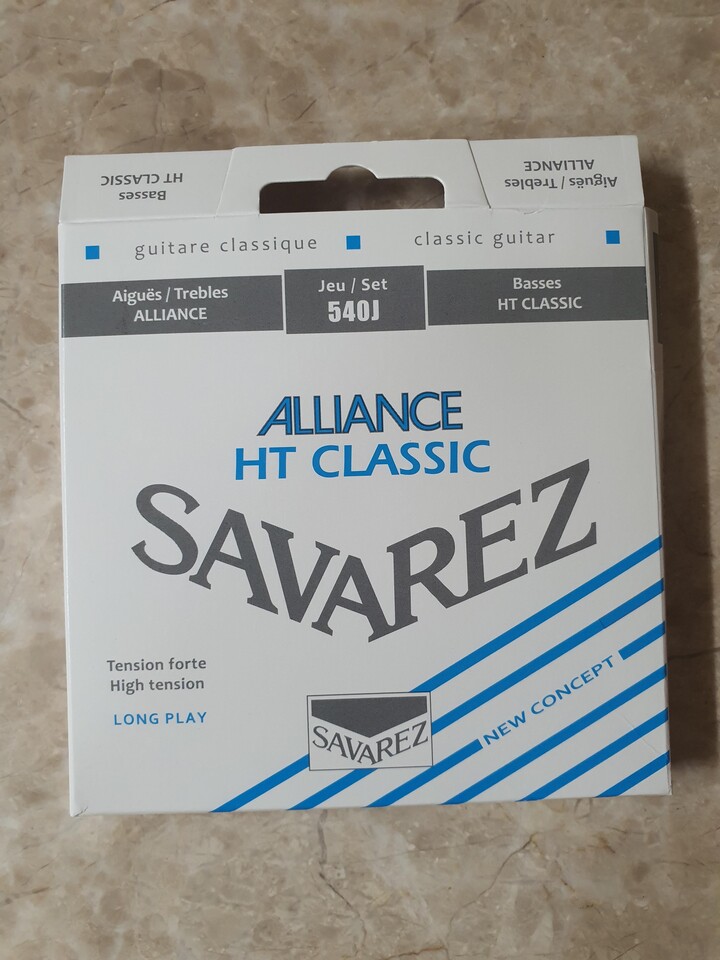 Basses
HT CLASSIC
Aiguës / Trebles
ALLIANCE
guitare classique
classic guitar
Aiguës / Trebles
ALLIANCE
Jeu / Set
540J
Basses
HT CLASSIC
ALLIANCE
HT CLASSIC
SAVAREZ
Tension forte
High tension
LONG PLAY
NEW CONCEPT
SAVAREZ